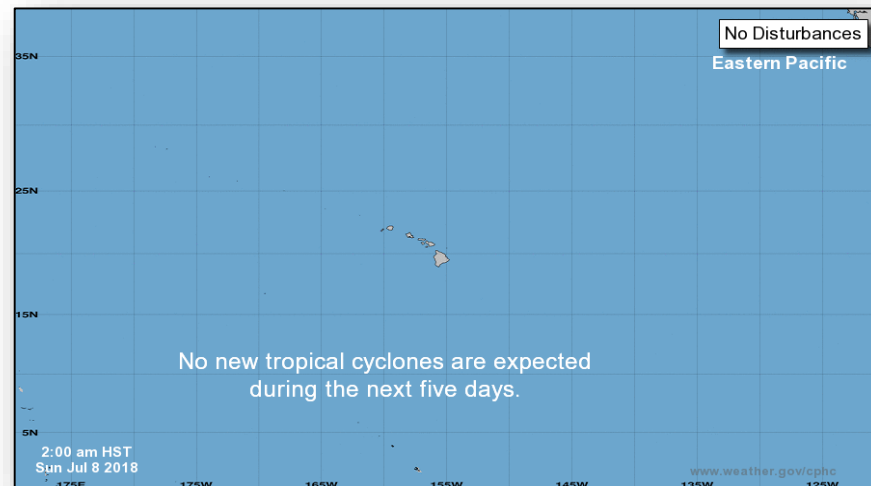 No Disturbances
Eastern Pacific
35N
25N
15N
No new tropical cyclones are expected
during the next five days.
5N
2:00 am HST
Sun Jul 8 2018
www.weather.gov/cphc
175E 175W 165W 155W 145W 135W 125W